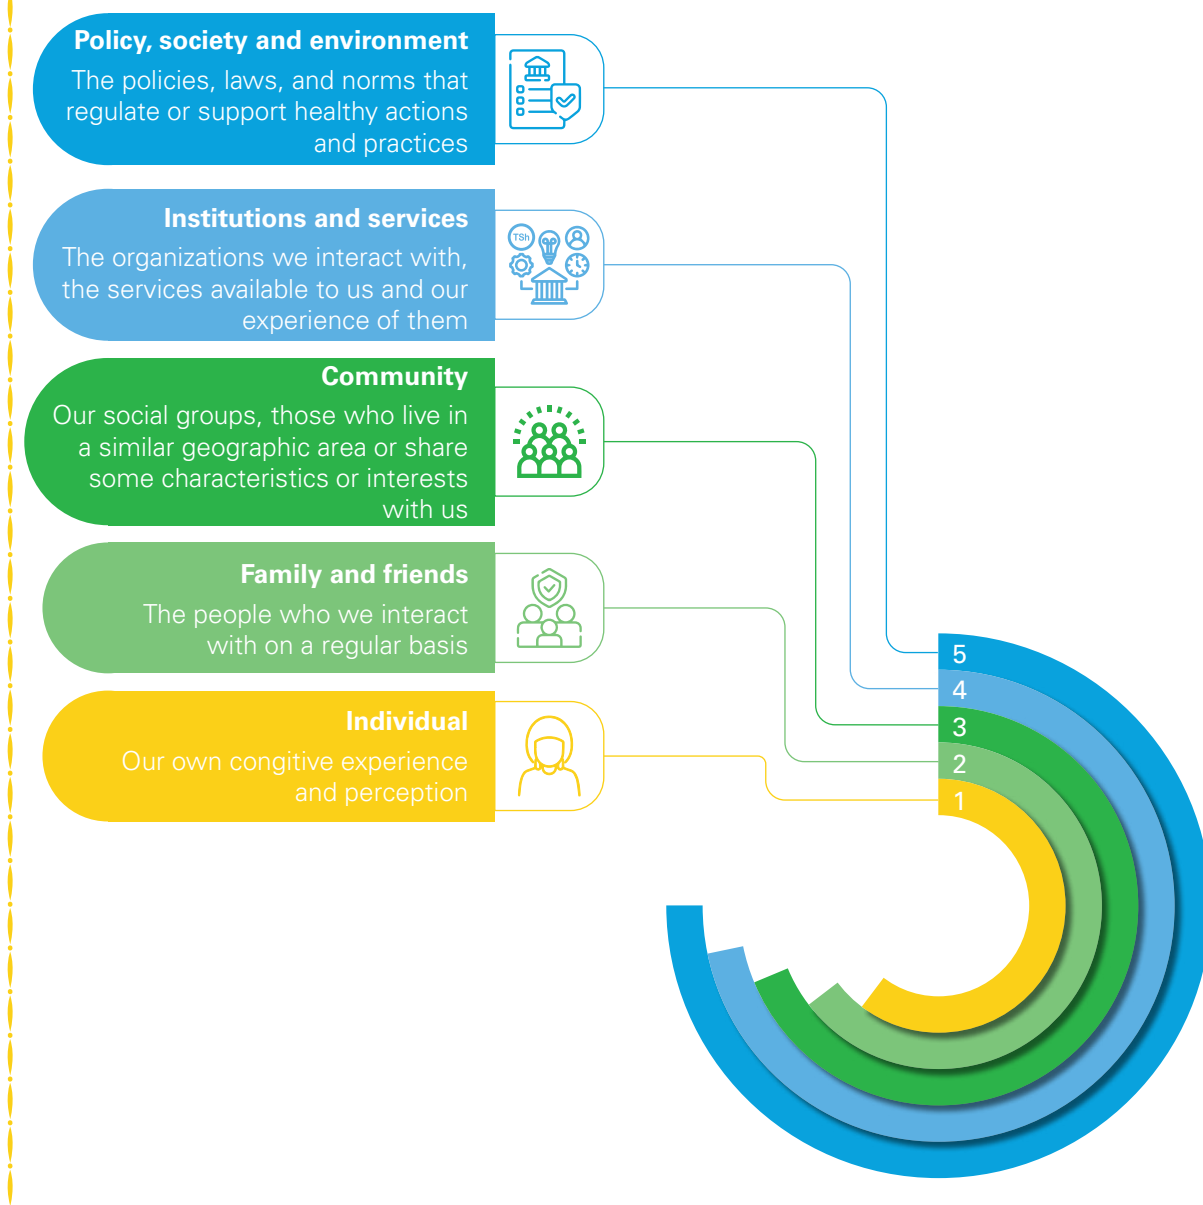 Policy, society and environment
The policies, laws, and norms that
regulate or support healthy actions
and practices
Institutions and services
The organizations we interact with,
the services available to us and our
experience of them
TSh
Community
Our social groups, those who live in
a similar geographic area or share
some characteristics or interests
with us
Family and friends
The people who we interact
with on a regular basis
Individual
Our own congitive experience
and perception
5
4
3
2
1